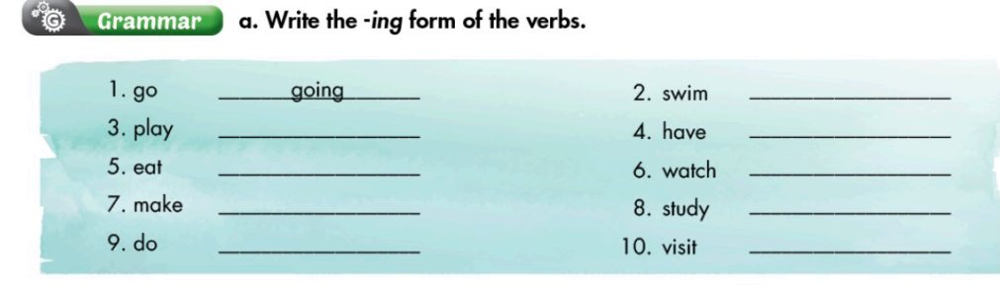 G Grammar a. Write the -ing form of the verbs.
1. go going 2. swim
3. play 4. have
5. eat 6. watch
7. make 8. study
9. do 10. visit